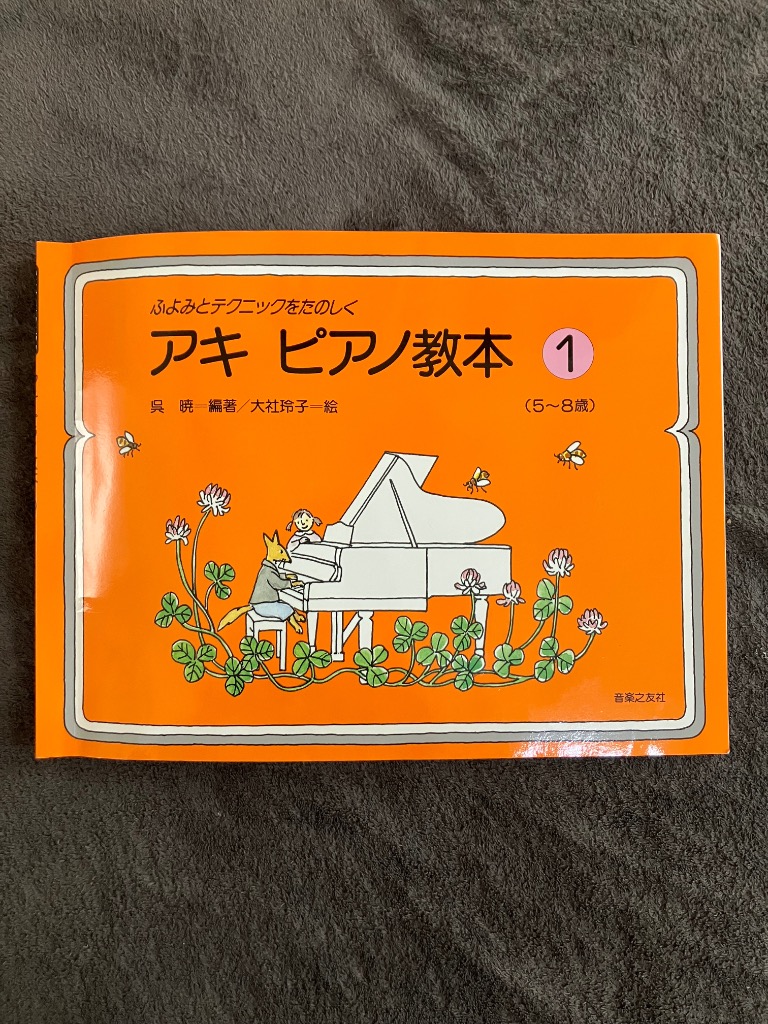 ふよみとテクニックをたのしく
アキ ピアノ教本 1
呉 暁＝編著／大社玲子＝絵 （5〜8歳）
音楽之友社